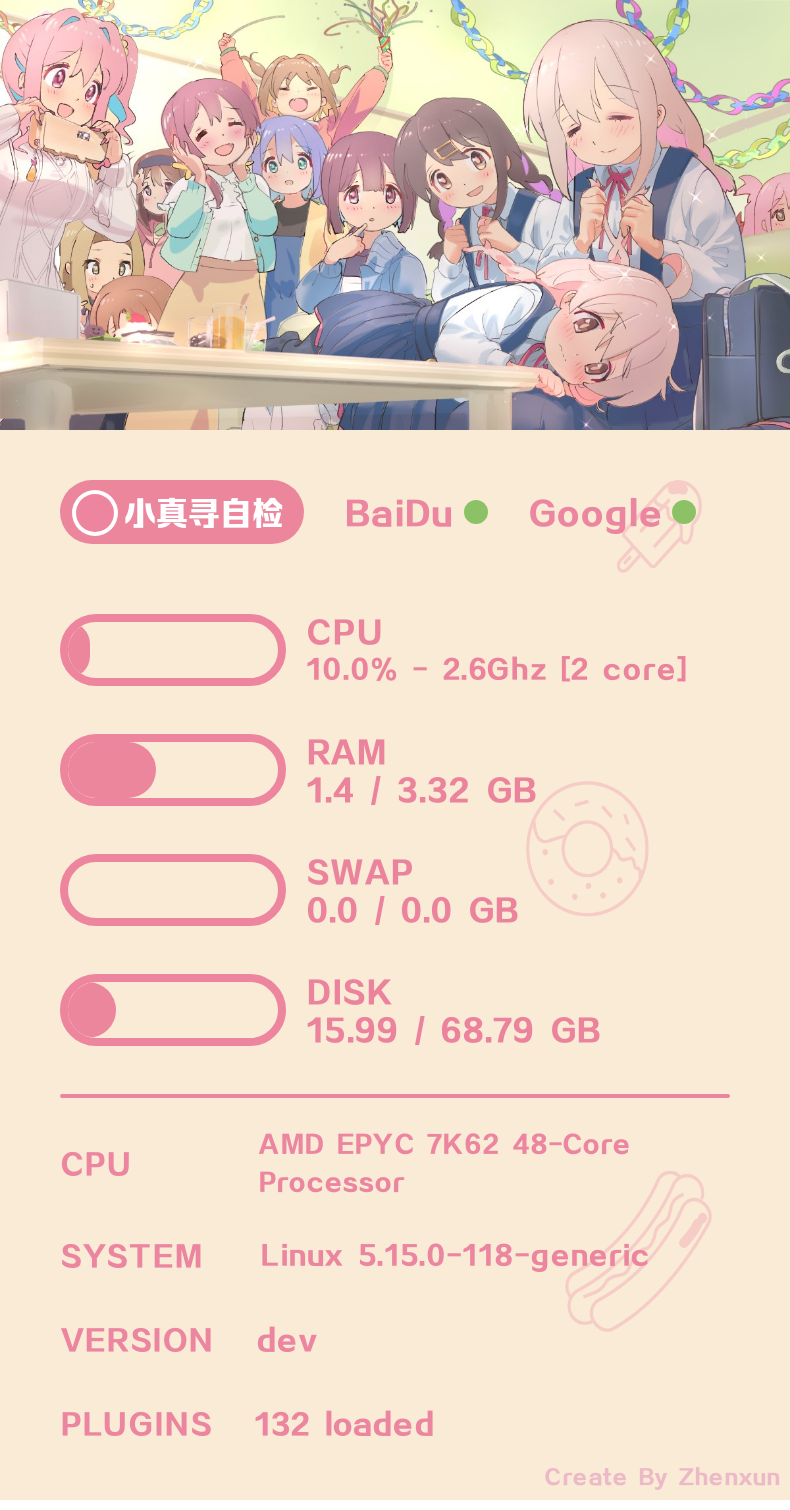 小真寻自检 BaiDu Google
CPU
10.0% - 2.6Ghz [2 core]
RAM
1.4 / 3.32 GB
SWAP
0.0 / 0.0 GB
DISK
15.99 / 68.79 GB
CPU AMD EPYC 7K62 48-Core
Processor
SYSTEM Linux 5.15.0-118-generic
VERSION dev
PLUGINS 132 loaded
Create By Zhenxun